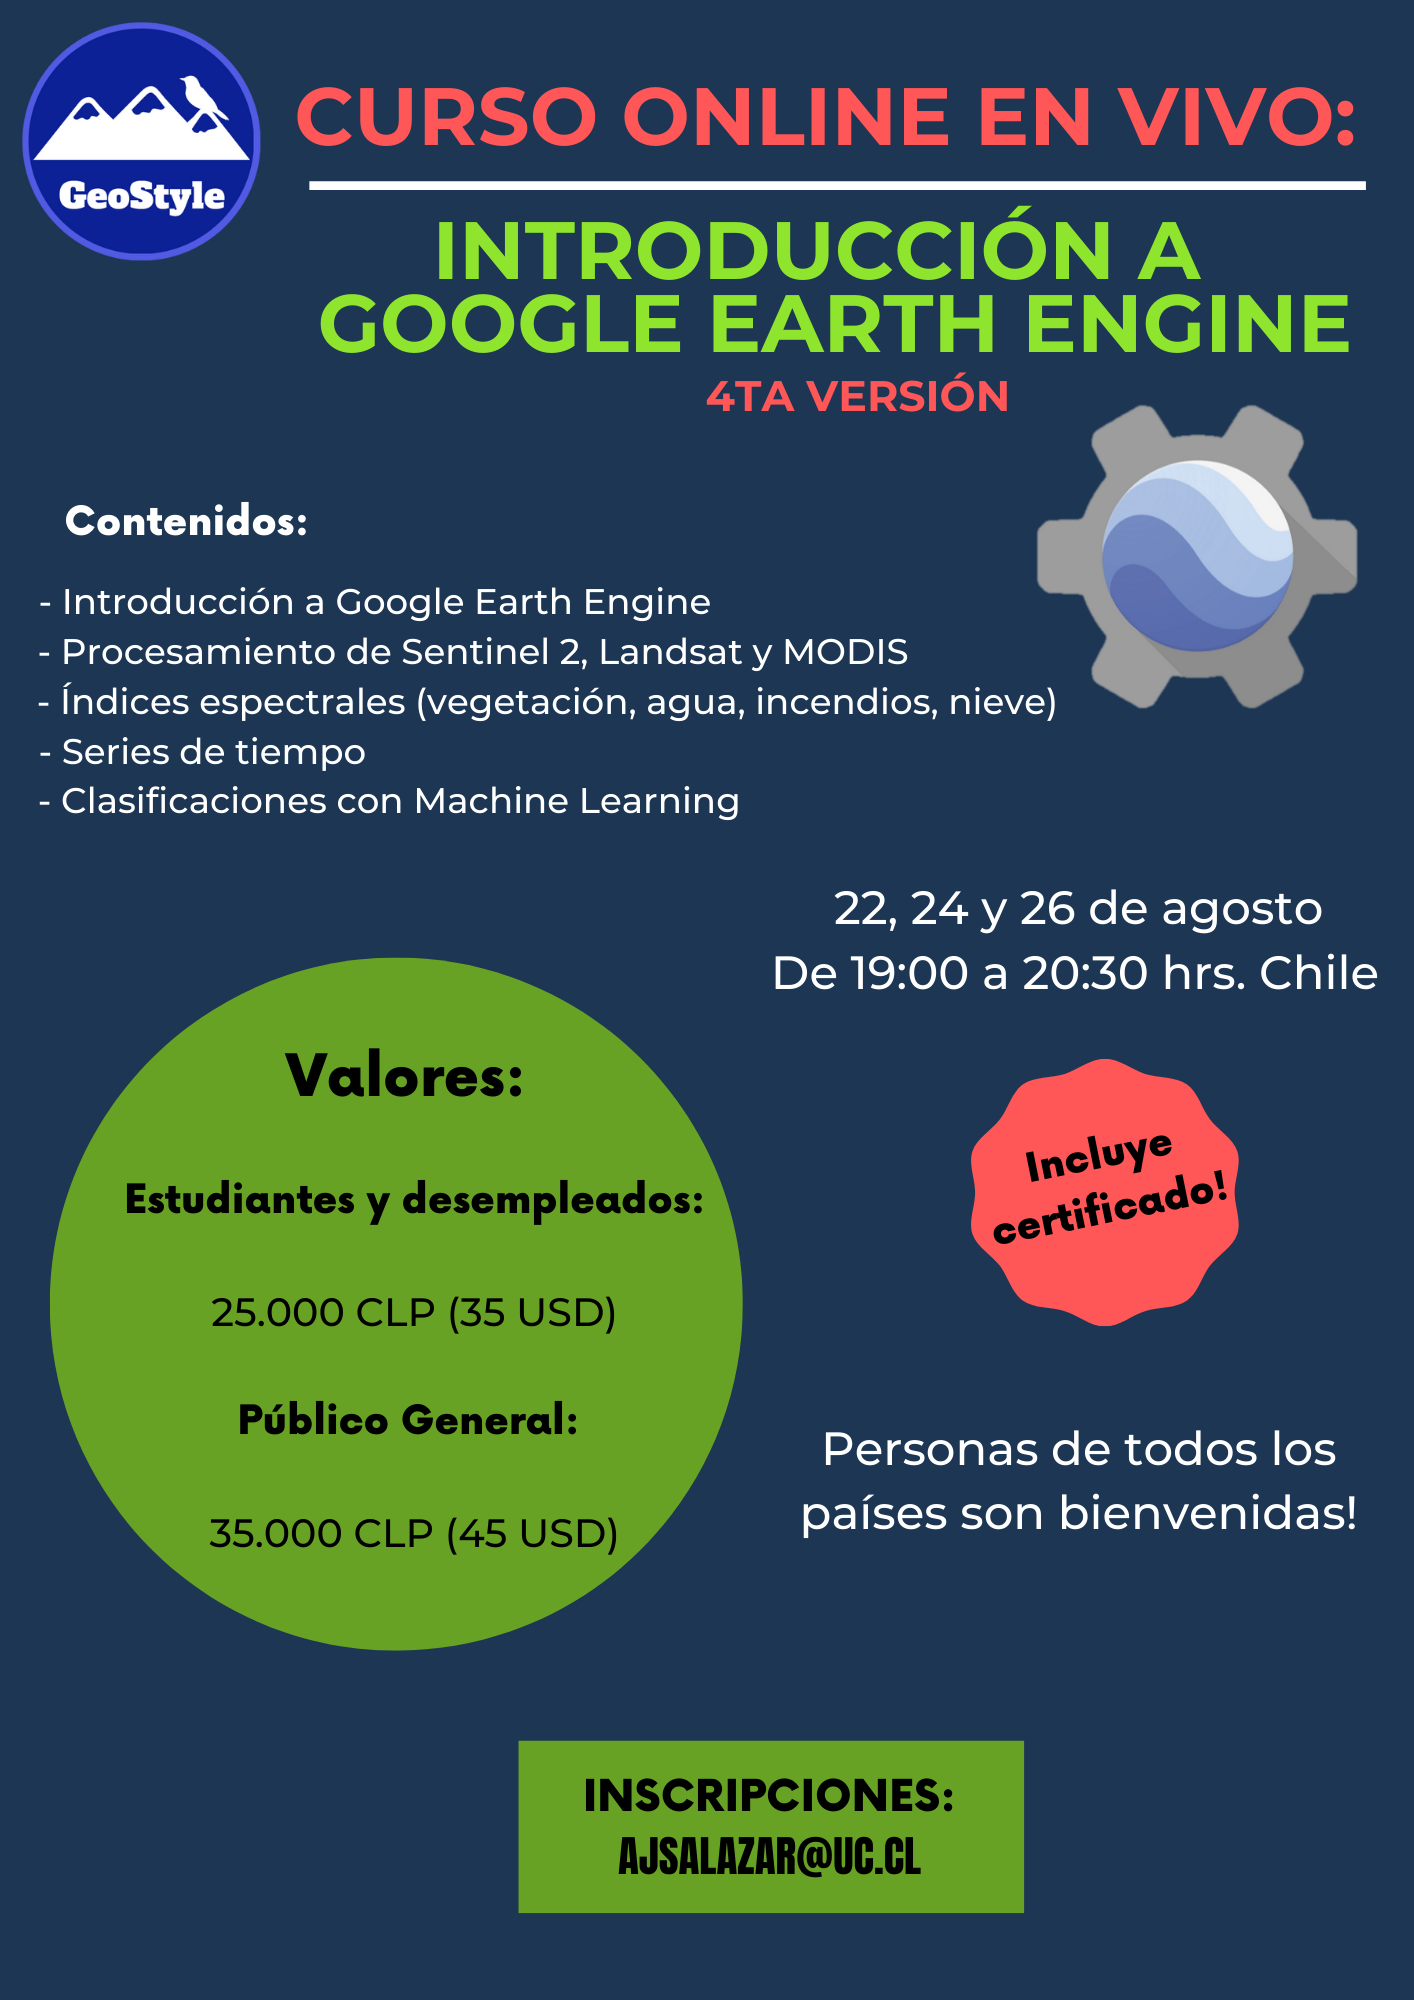 GeoStyle
CURSO ONLINE EN VIVO:
INTRODUCCIÓN A
GOOGLE EARTH ENGINE
4TA VERSIÓN
Contenidos:
- Introducción a Google Earth Engine
- Procesamiento de Sentinel 2, Landsat y MODIS
- Índices espectrales (vegetación, agua, incendios, nieve)
- Series de tiempo
- Clasificaciones con Machine Learning
22, 24 y 26 de agosto
De 19:00 a 20:30 hrs. Chile
Valores:
Estudiantes y desempleados:
25.000 CLP (35 USD)
Público General:
35.000 CLP (45 USD)
Incluye
certificado!
Personas de todos los
países son bienvenidas!
INSCRIPCIONES:
AJSALAZAR@UC.CL